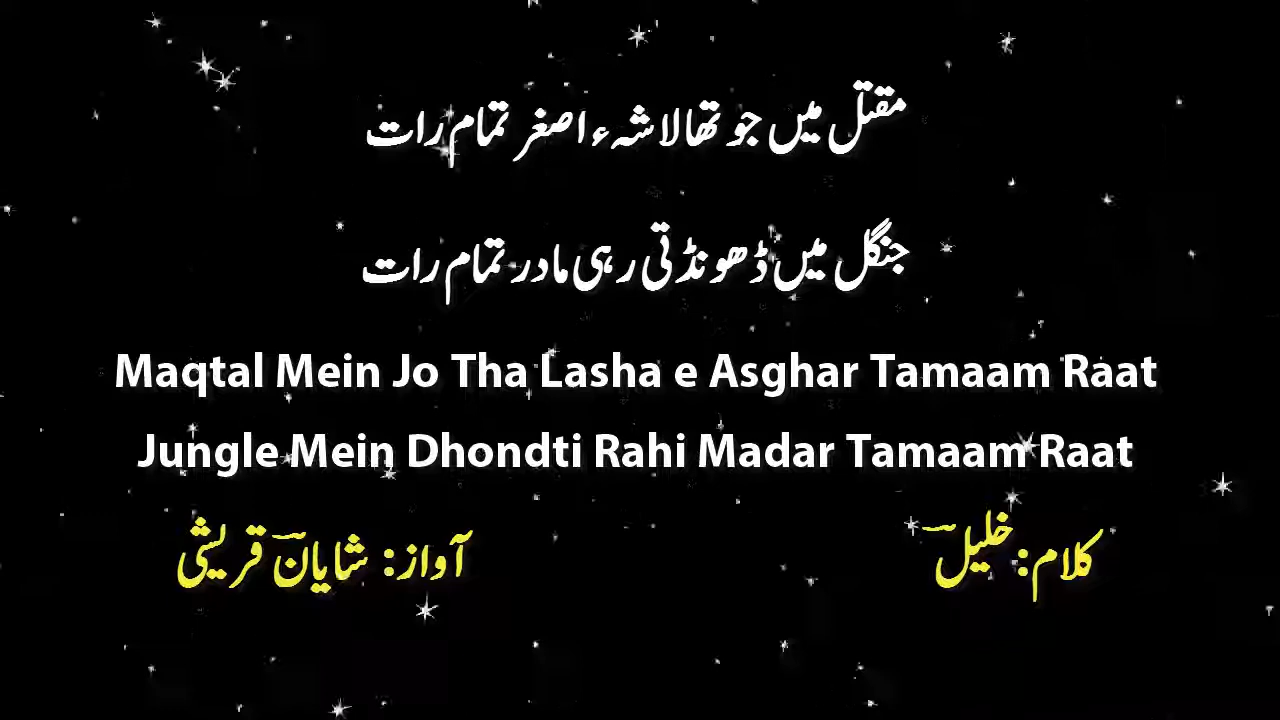 مقتل میں جو تھا لاشہء اصغر تمام رات
جنگل میں ڈھونڈتی رہی مادر تمام رات
Maqtal Mein Jo Tha Lasha e Asghar Tamaam Raat
Jungle Mein Dhondti Rahi Madar Tamaam Raat
کلام: خلیلؔ آواز: شایانؔ قریشی